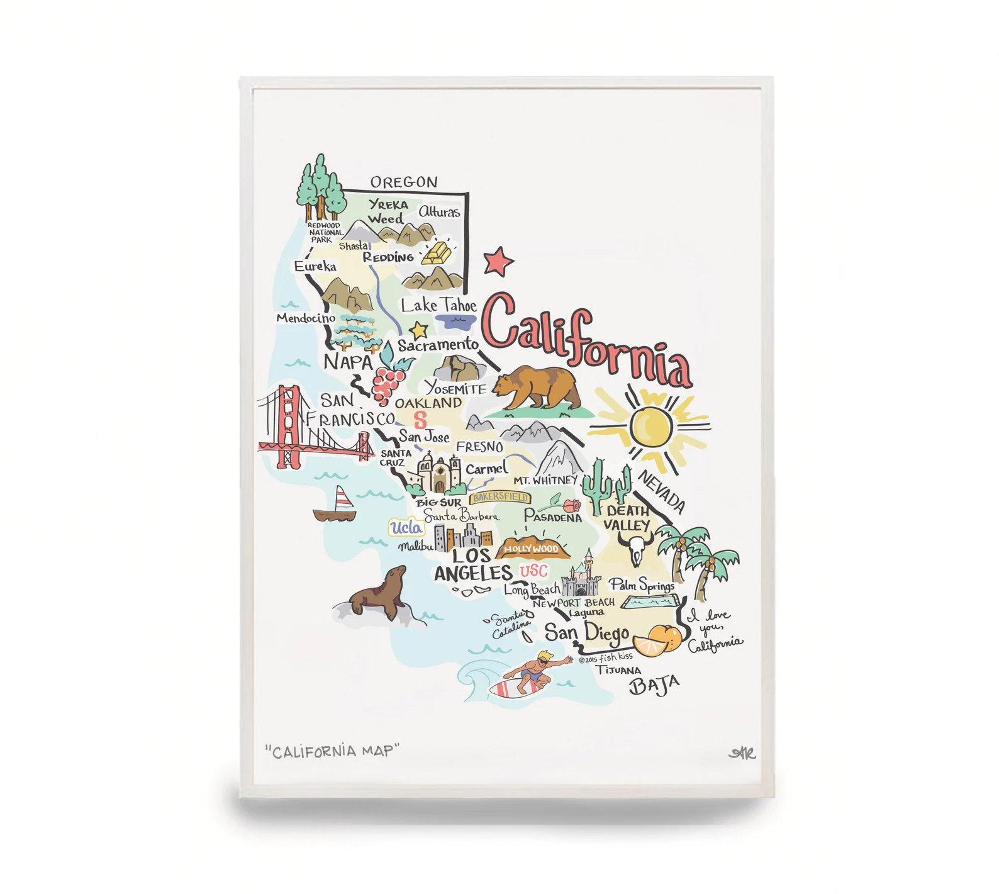 OREGON
YREKA
Weed
Alturas
REDWOOD
NATIONAL
PARK
Shasta
REDDING
Eureka
Lake Tahoe
Mendocino
Sacramento
California
NAPA
YOSEMITE
SAN
FRANCISCO
OAKLAND
S
San Jose
FRESNO
SANTA
CRUZ
Carmel
MT. WHITNEY
NEVADA
BIG SUR
BAKERSFIELD
Santa Barbara
PASADENA
DEATH
VALLEY
Ucla
Malibu
HOLLYWOOD
LOS
ANGELES
USC
Long Beach
Palm Springs
NEWPORT BEACH
Laguna
Santa
Catalina
San Diego
I love
you,
California
©2015 fish kiss
TIJUANA
BAJA
"CALIFORNIA MAP"
AK